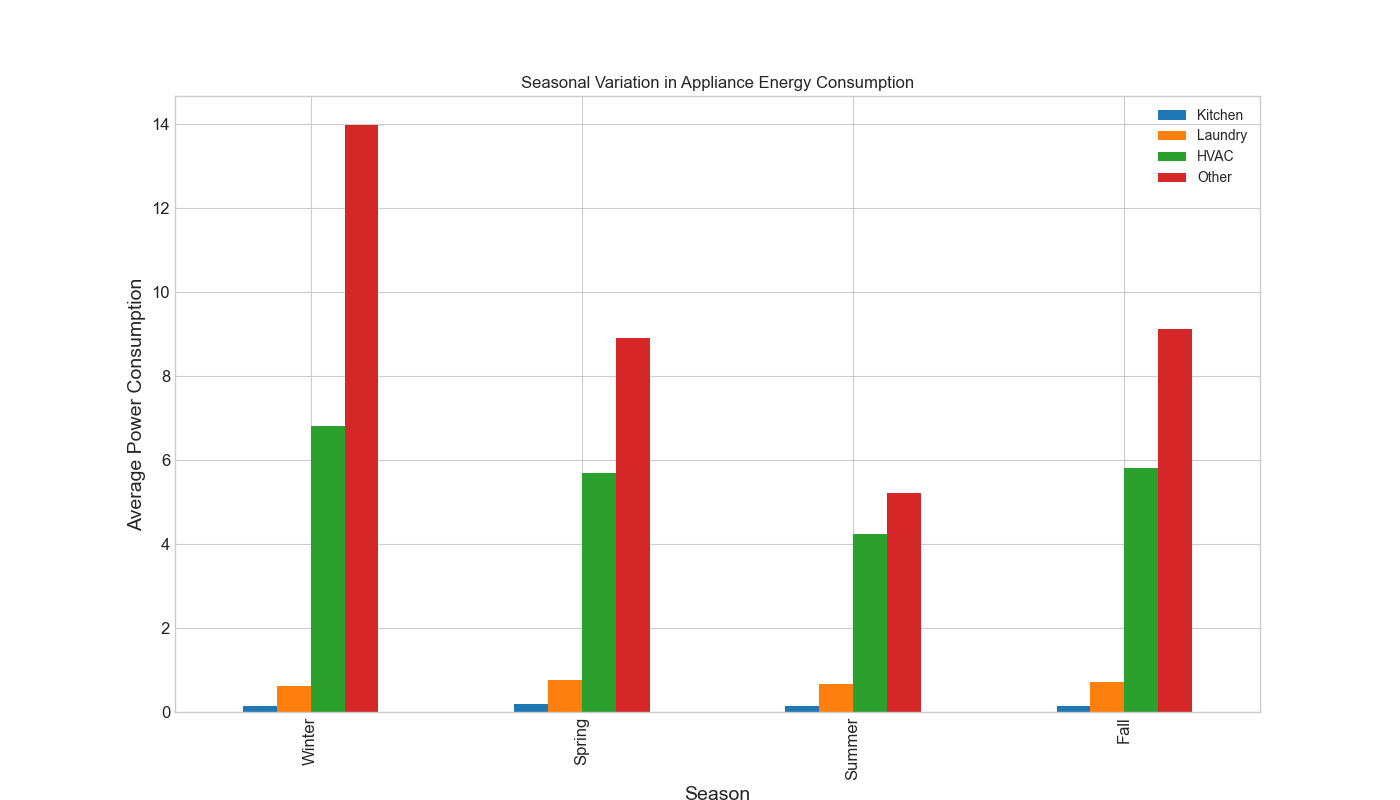 Seasonal Variation in Appliance Energy Consumption
Kitchen
Laundry
HVAC
Other
Average Power Consumption
14
12
10
8
6
4
2
0
Winter
Spring
Summer
Fall
Season